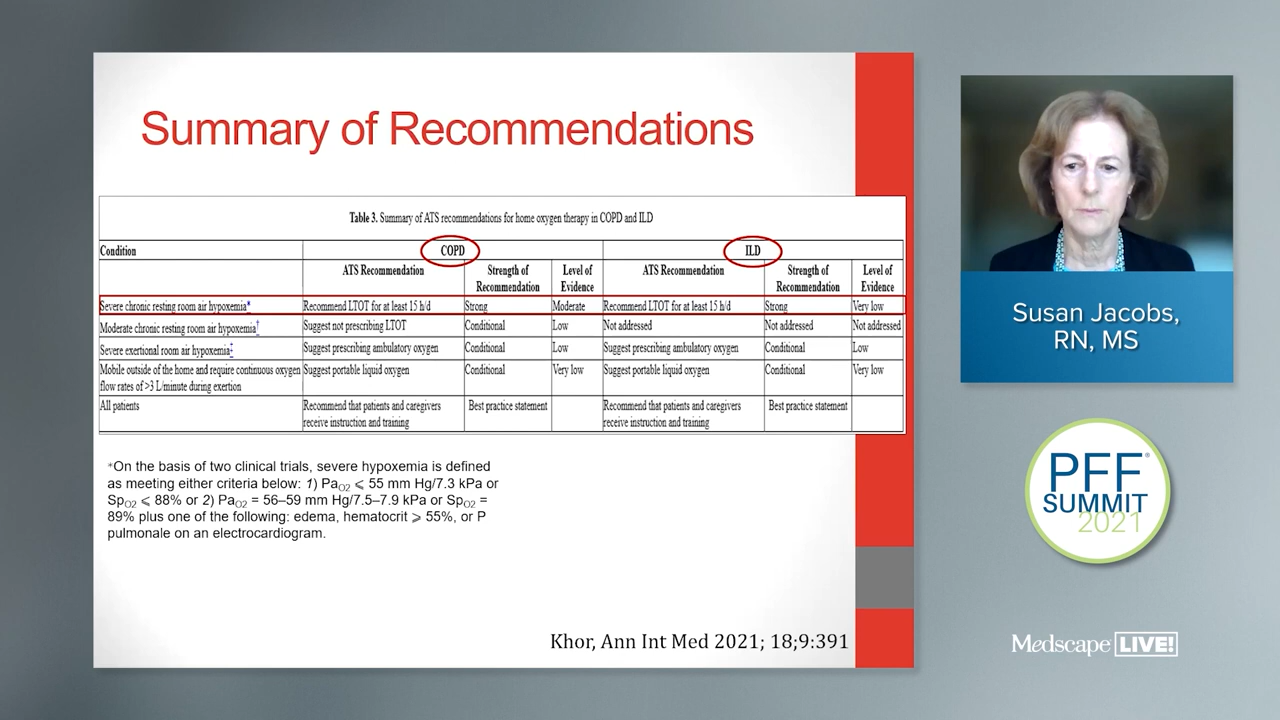 Summary of Recommendations
Table 3. Summary of ATS recommendations for home oxygen therapy in COPD and ILD
Condition COPD ILD
ATS Recommendation Strength of Recommendation Level of Evidence ATS Recommendation Strength of Recommendation Level of Evidence
Severe chronic resting room air hypoxemia* Recommend LTOT for at least 15 h/d Strong Moderate Recommend LTOT for at least 15 h/d Strong Very low
Moderate chronic resting room air hypoxemia† Suggest not prescribing LTOT Conditional Low Not addressed Not addressed Not addressed
Severe exertional room air hypoxemia‡ Suggest prescribing ambulatory oxygen Conditional Low Suggest prescribing ambulatory oxygen Conditional Low
Mobile outside of the home and require continuous oxygen flow rates of >3 L/minute during exertion Suggest portable liquid oxygen Conditional Very low Suggest portable liquid oxygen Conditional Very low
All patients Recommend that patients and caregivers receive instruction and training Best practice statement Recommend that patients and caregivers receive instruction and training Best practice statement
*On the basis of two clinical trials, severe hypoxemia is defined
as meeting either criteria below: 1) PaO2 ⩽ 55 mm Hg/7.3 kPa or
SpO2 ⩽ 88% or 2) PaO2 = 56–59 mm Hg/7.5–7.9 kPa or SpO2 =
89% plus one of the following: edema, hematocrit ⩾ 55%, or P
pulmonale on an electrocardiogram.
Khor, Ann Int Med 2021; 18;9:391
Susan Jacobs,
RN, MS
PFF®
SUMMIT
2021
Medscape LIVE!